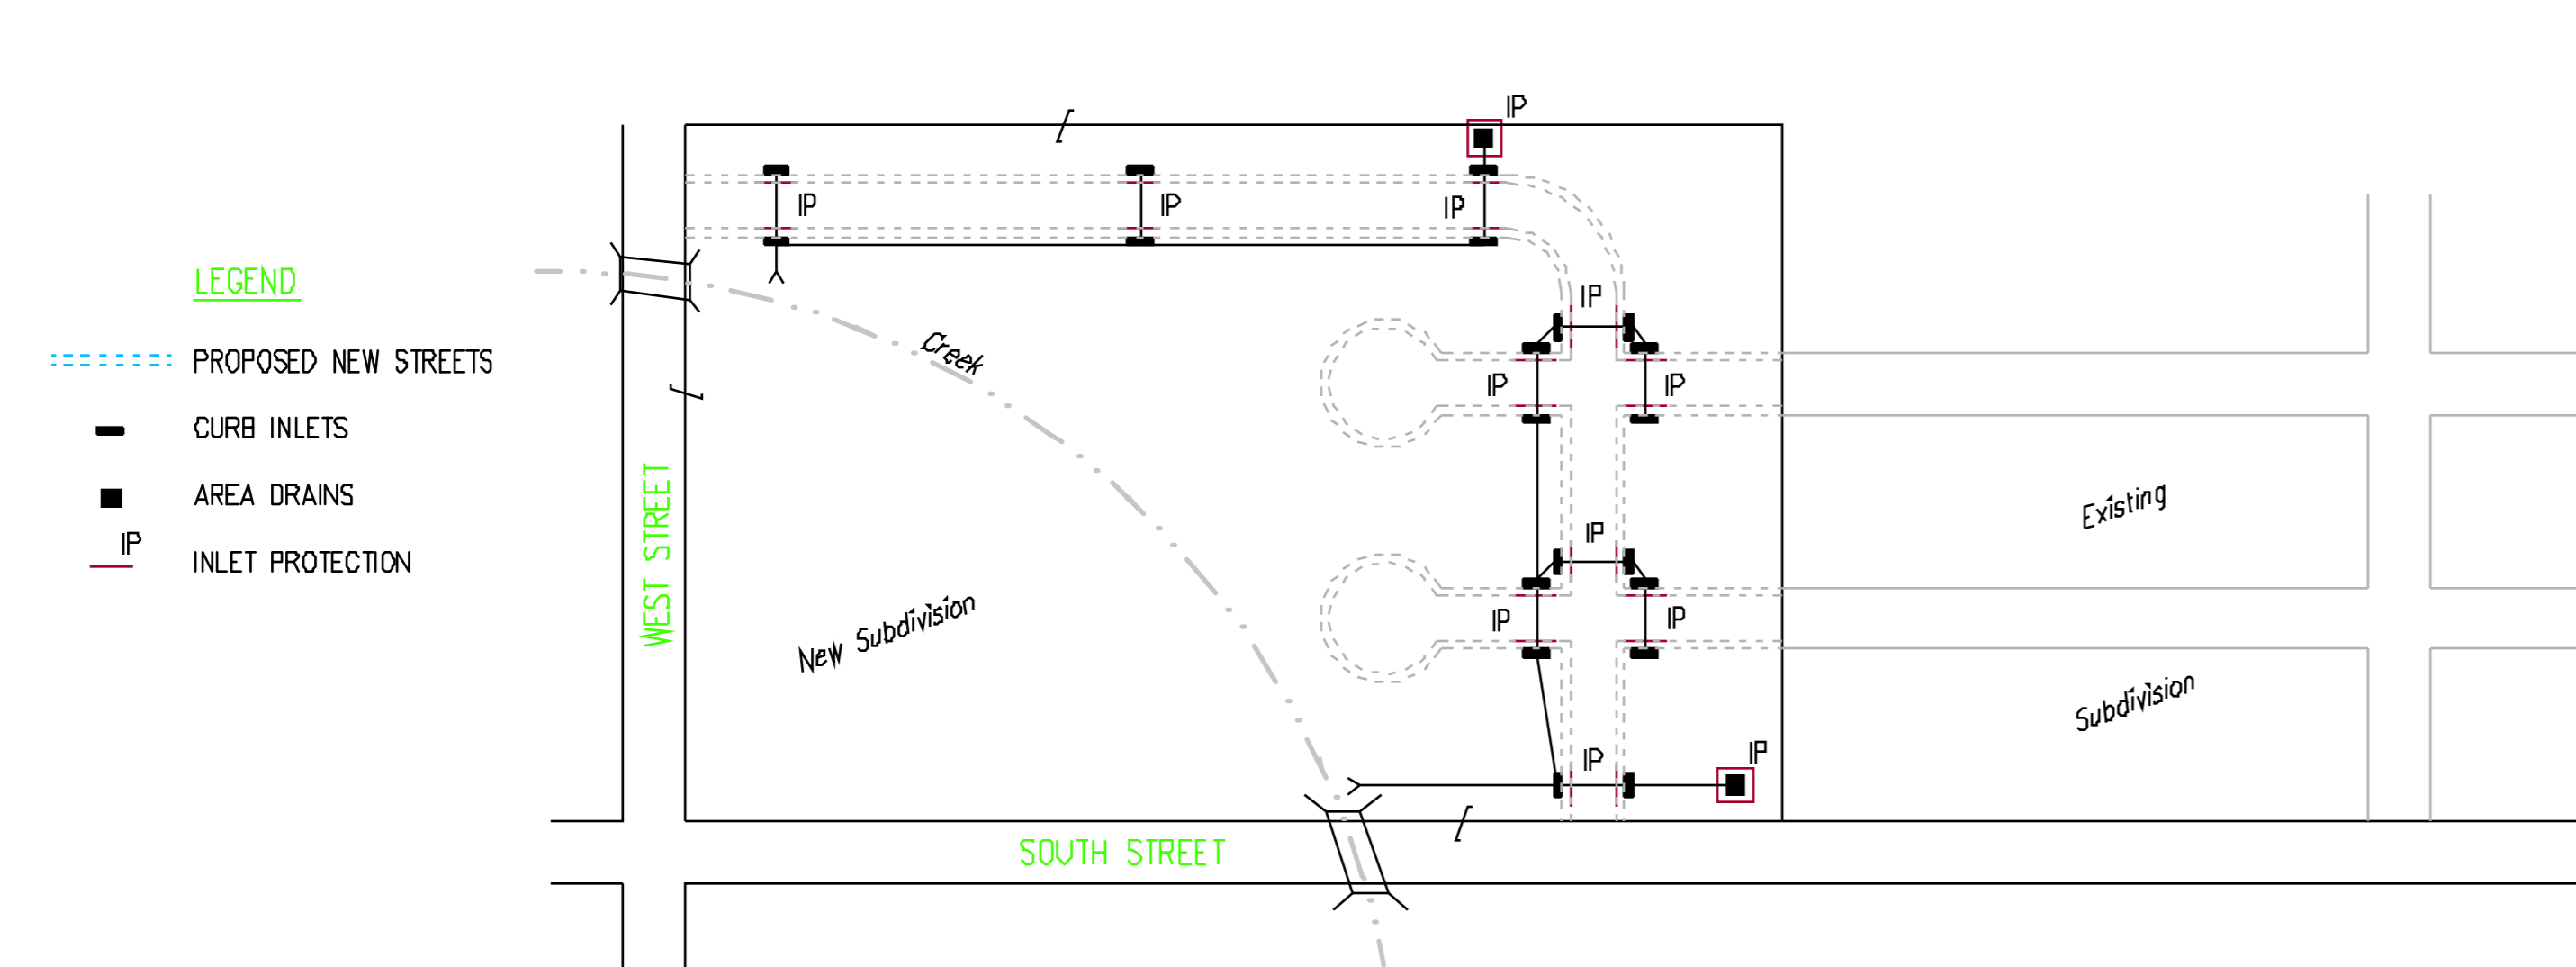 IP
IP
IP
IP
LEGEND
IP
PROPOSED NEW STREETS
Creek
IP
IP
CURB INLETS
AREA DRAINS
Existing
IP
IP
INLET PROTECTION
WEST STREET
New Subdivision
IP
IP
Subdivision
IP
IP
SOUTH STREET